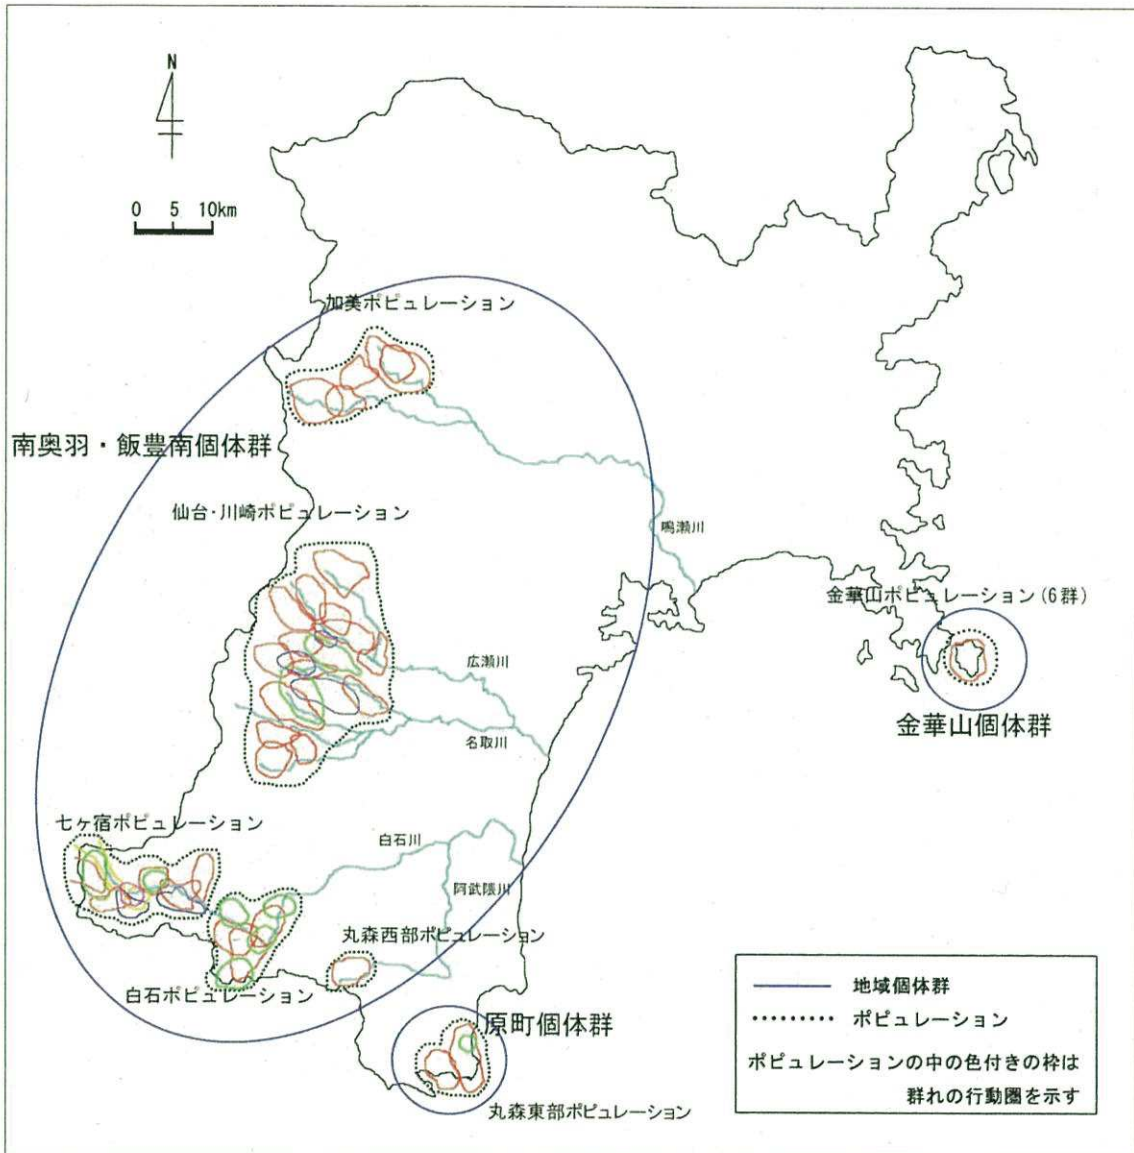 N
0 5 10km
加美ポピュレーション
南奥羽・飯豊南個体群
仙台・川崎ポピュレーション
鳴瀬川
金華山ポピュレーション(6群)
広瀬川
金華山個体群
名取川
七ヶ宿ポピュレーション
白石川
阿武隈川
丸森西部ポピュレーション
白石ポピュレーション
原町個体群
丸森東部ポピュレーション
地域個体群
ポピュレーション
ポピュレーションの中の色付きの枠は
群れの行動圏を示す